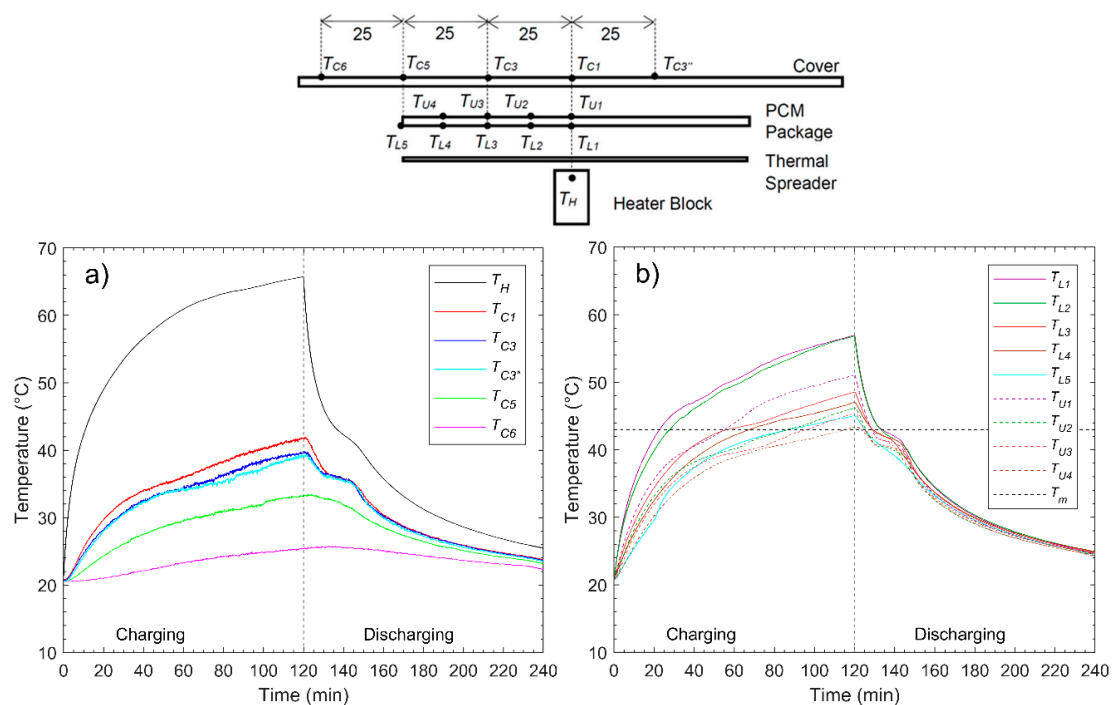 25 25 25 25
TC6 TC5 TC3 TC1 TC3" Cover
TU4 TU3 TU2 TU1 PCM
Package
TL5 TL4 TL3 TL2 TL1
Thermal
Spreader
TH Heater Block
a)
70
60
50
40
30
20
10
Temperature (°C)
TH
TC1
TC3
TC3*
TC5
TC6
Charging Discharging
0 20 40 60 80 100 120 140 160 180 200 220 240
Time (min)
b)
70
60
50
40
30
20
10
Temperature (°C)
TL1
TL2
TL3
TL4
TL5
TU1
TU2
TU3
TU4
Tm
Charging Discharging
0 20 40 60 80 100 120 140 160 180 200 220 240
Time (min)